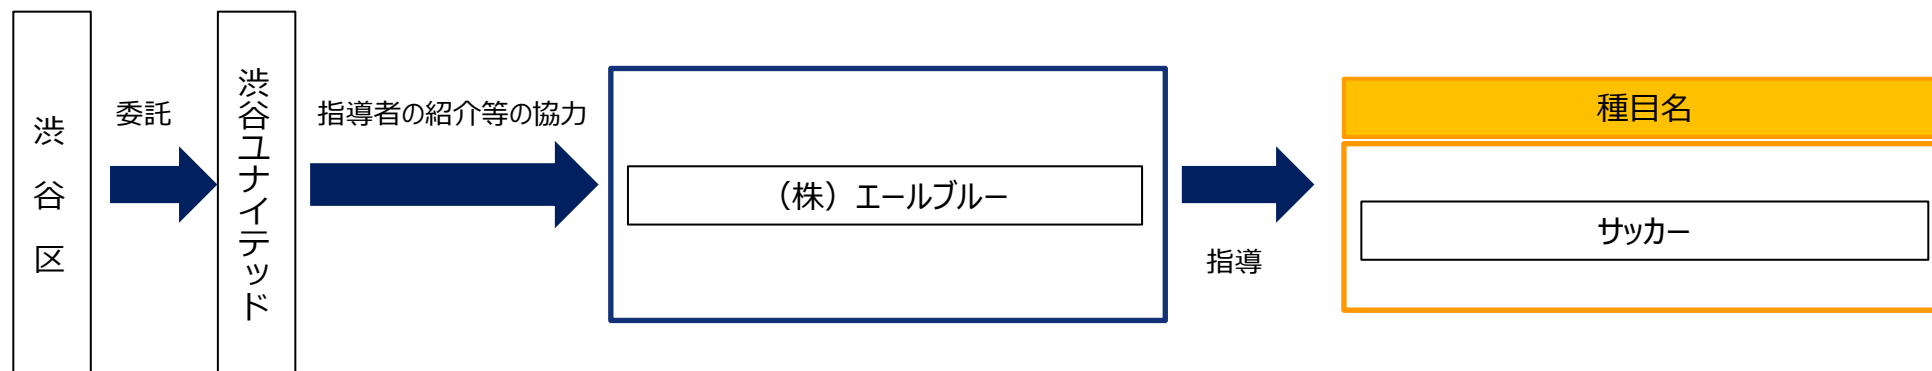 渋谷区
委託
渋谷ユナイテッド
指導者の紹介等の協力
（株）エールブルー
指導
種目名
サッカー